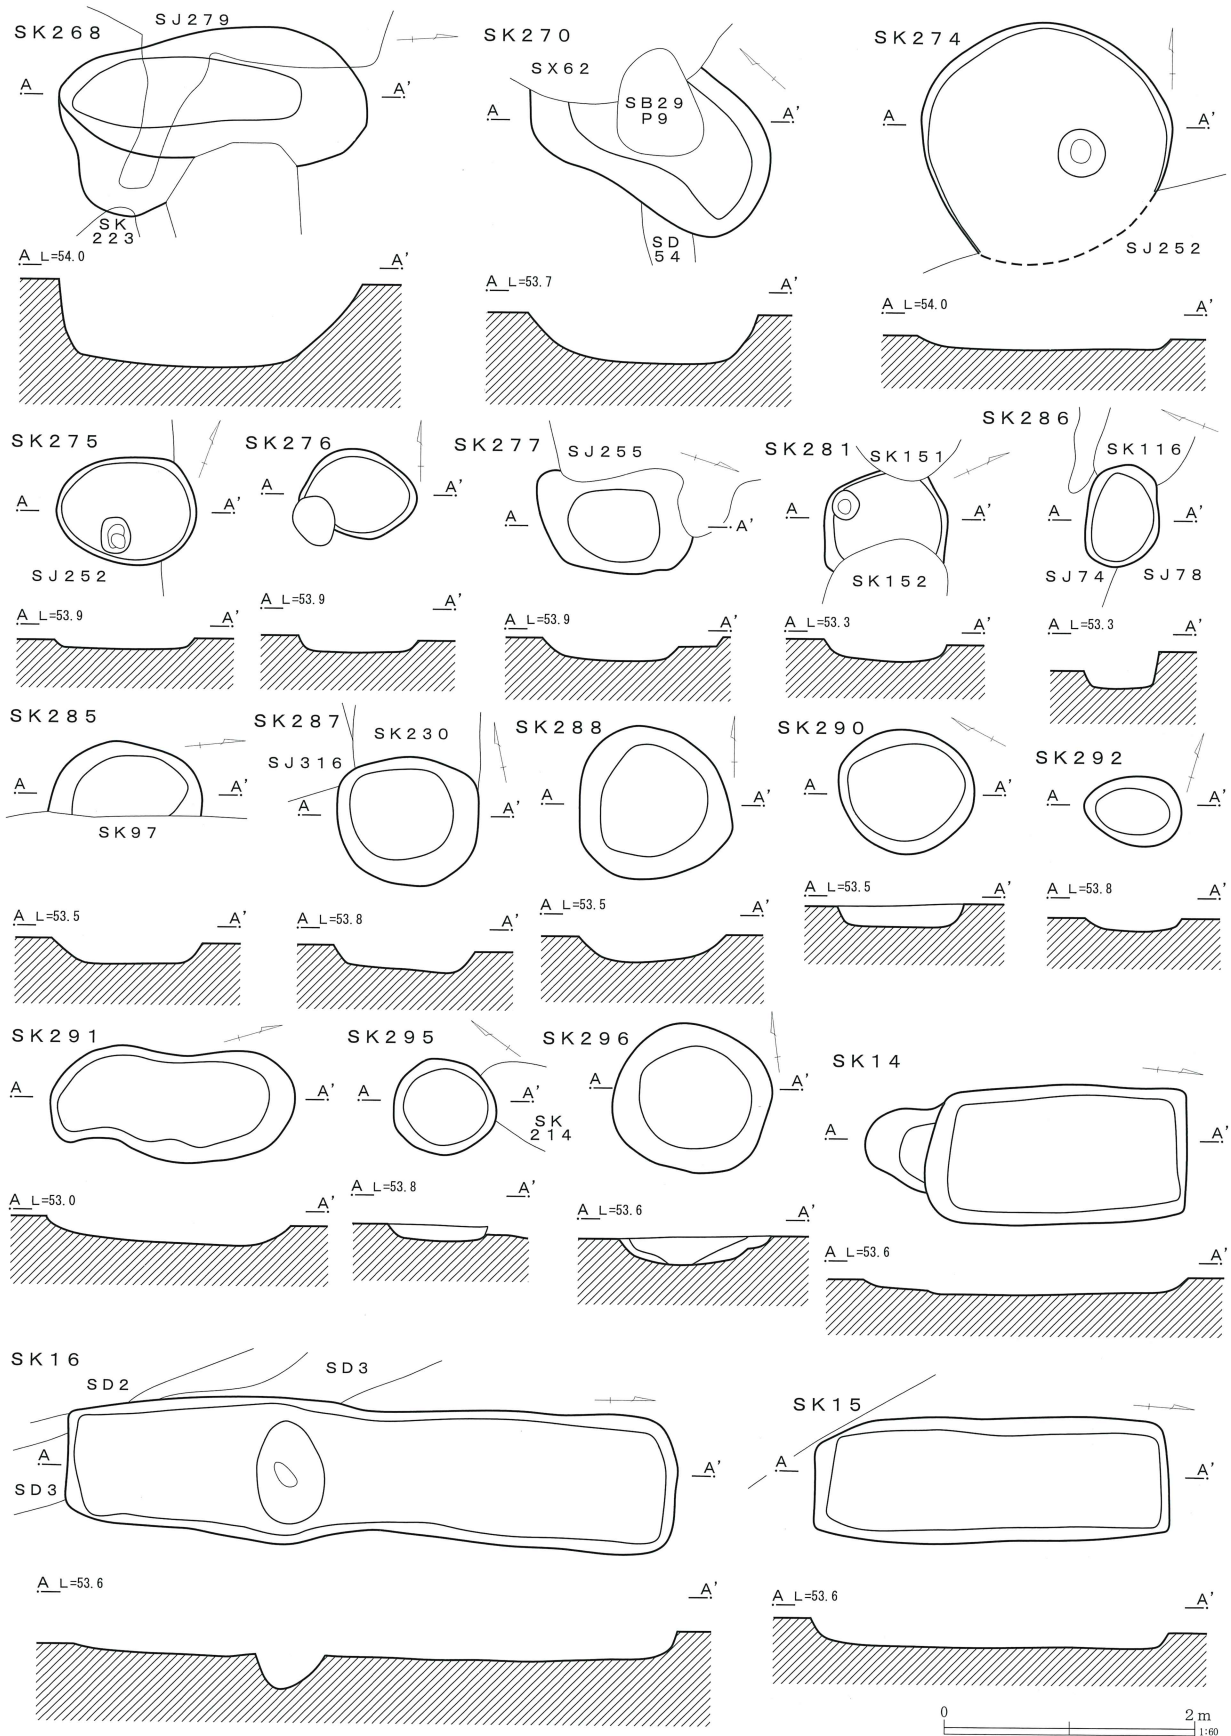 SK268
SJ279
A
A'
SK
223
A L=54.0
A'
SK270
SX62
SB29
P9
A
A'
SD
54
A L=53.7
A'
SK274
A
A'
SJ252
A L=54.0
A'
SK275
A
A'
SJ252
A L=53.9
A'
SK276
A
A'
A L=53.9
A'
SK277
SJ255
A
A'
A L=53.9
A'
SK281
SK151
A
A'
SK152
A L=53.3
A'
SK286
SK116
A
A'
SJ74
SJ78
A L=53.3
A'
SK285
A
A'
SK97
A L=53.5
A'
SK287
SK230
SJ316
A
A'
A L=53.8
A'
SK288
A
A'
A L=53.5
A'
SK290
A
A'
A L=53.5
A'
SK292
A
A'
A L=53.8
A'
SK291
A
A'
A L=53.0
A'
SK295
A
A'
SK
214
A L=53.8
A'
SK296
A
A'
A L=53.6
A'
SK14
A
A'
A L=53.6
A'
SK16
SD2
SD3
A
A'
SD3
A L=53.6
A'
SK15
A
A'
A L=53.6
A'
0
2m
1:60